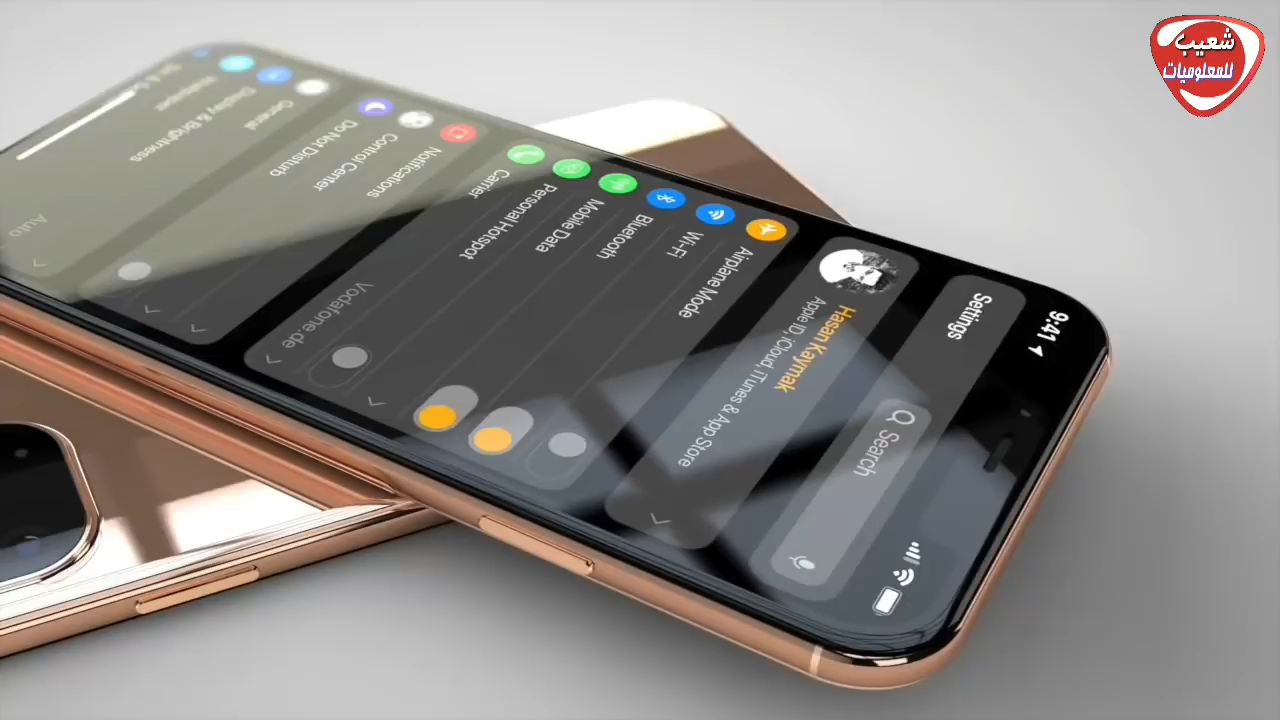 شعيب
للمعلوميات
9:41
Settings
Search
Hasan Kaymak
Apple ID, iCloud, iTunes & App Store
Airplane Mode
Wi-Fi
Bluetooth
Mobile Data
Personal Hotspot
Carrier
Vodafone.de
Notifications
Control Center
Do Not Disturb
General
Display & Brightness
Auto
Wallpaper